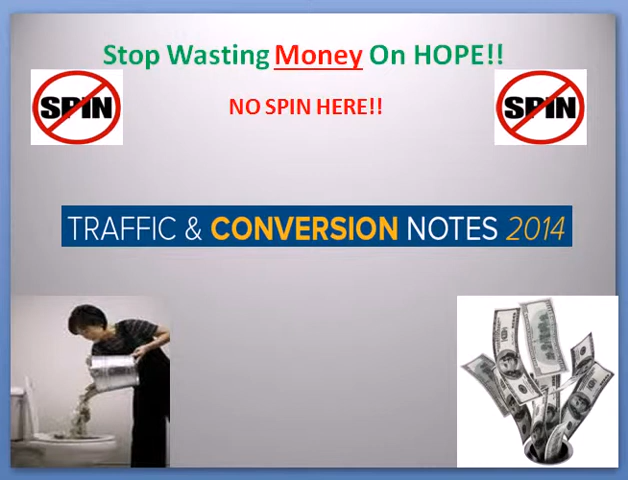 Stop Wasting Money On HOPE!!
SPIN
NO SPIN HERE!!
SPIN
TRAFFIC & CONVERSION NOTES 2014